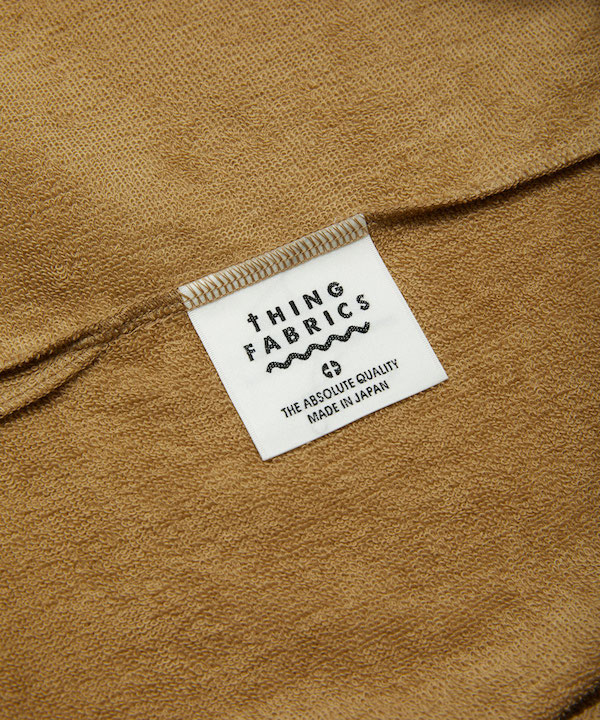 tHING
FABRICS
THE ABSOLUTE QUALITY
MADE IN JAPAN